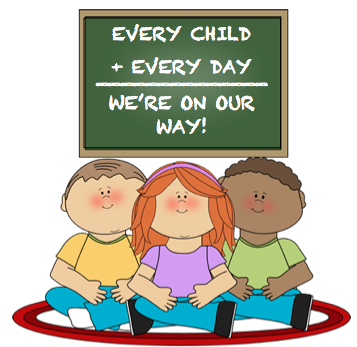 EVERY CHILD
+ EVERY DAY
WE'RE ON OUR
WAY!